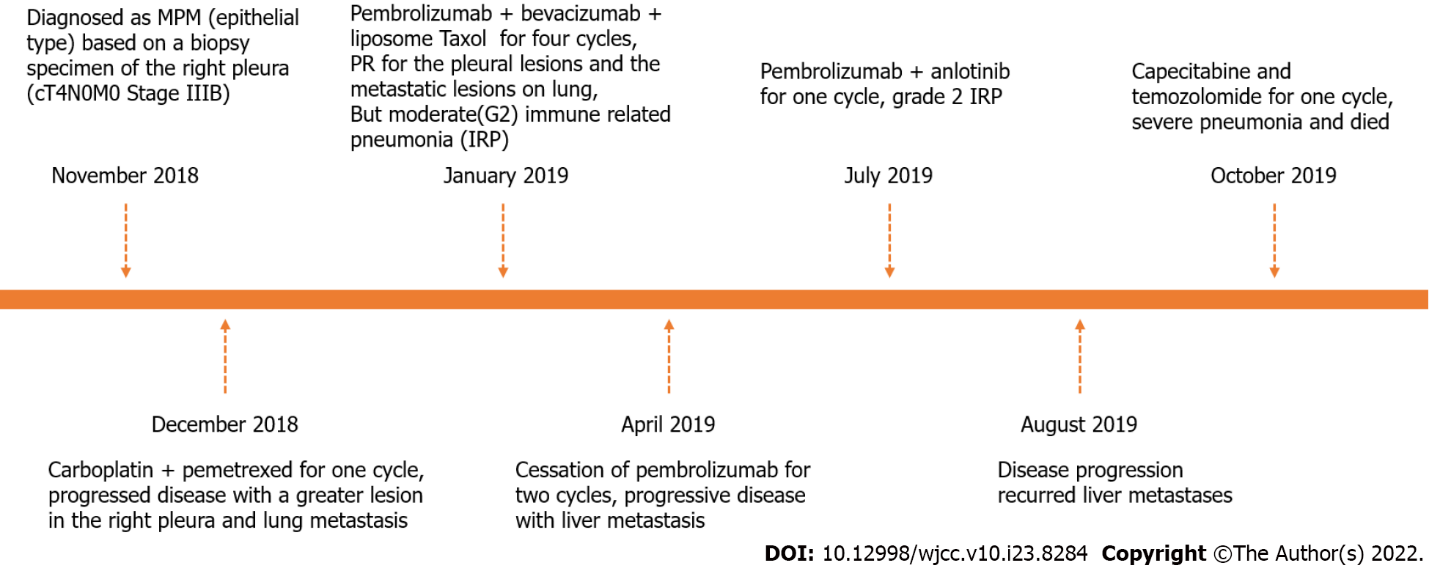 Diagnosed as MPM (epithelial
type) based on a biopsy
specimen of the right pleura
(cT4N0M0 Stage IIIB)
November 2018
Pembrolizumab + bevacizumab +
liposome Taxol for four cycles,
PR for the pleural lesions and the
metastatic lesions on lung,
But moderate(G2) immune related
pneumonia (IRP)
January 2019
Pembrolizumab + anlotinib
for one cycle, grade 2 IRP
July 2019
Capecitabine and
temozolomide for one cycle,
severe pneumonia and died
October 2019
December 2018
Carboplatin + pemetrexed for one cycle,
progressed disease with a greater lesion
in the right pleura and lung metastasis
April 2019
Cessation of pembrolizumab for
two cycles, progressive disease
with liver metastasis
August 2019
Disease progression
recurred liver metastases
DOI: 10.12998/wjcc.v10.i23.8284 Copyright ©The Author(s) 2022.